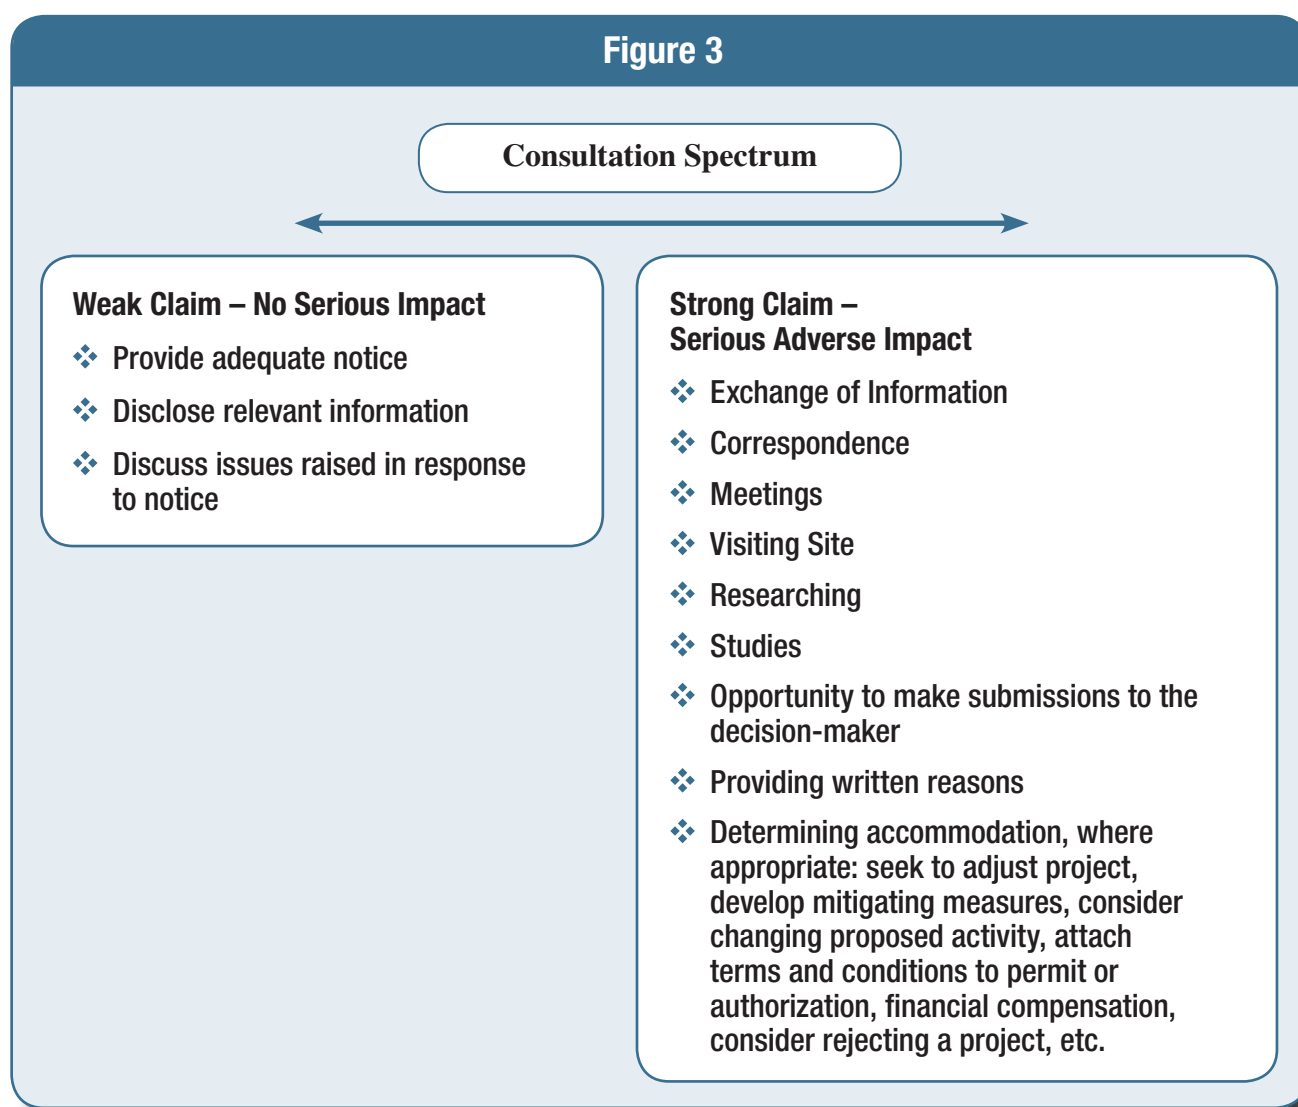 Figure 3
Consultation Spectrum
Weak Claim – No Serious Impact
Provide adequate notice
Disclose relevant information
Discuss issues raised in response
to notice
Strong Claim –
Serious Adverse Impact
Exchange of Information
Correspondence
Meetings
Visiting Site
Researching
Studies
Opportunity to make submissions to the
decision-maker
Providing written reasons
Determining accommodation, where
appropriate: seek to adjust project,
develop mitigating measures, consider
changing proposed activity, attach
terms and conditions to permit or
authorization, financial compensation,
consider rejecting a project, etc.